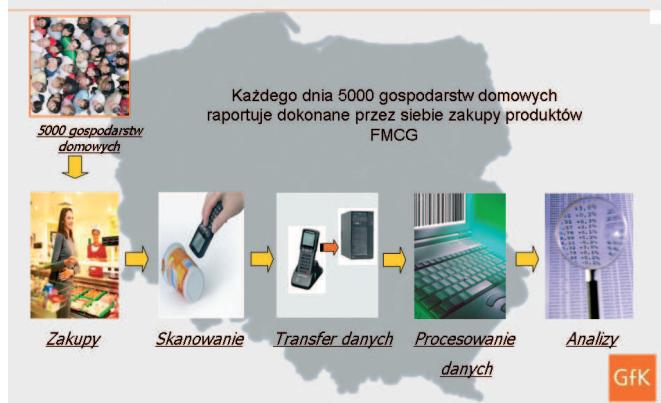 Każdego dnia 5000 gospodarstw domowych
raportuje dokonane przez siebie zakupy produktów
FMCG
5000 gospodarstw
domowych
Zakupy
Skanowanie
Transfer danych
Procesowanie
danych
Analizy
GfK